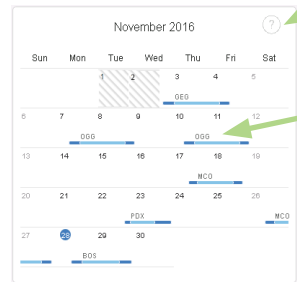 November 2016
?
Sun Mon Tue Wed Thu Fri Sat
1 2 3 4 5
GEG
6 7 8 9 10 11 12
OGG OGG
13 14 15 16 17 18 19
MCO
20 21 22 23 24 25 26
PDX MCO
27 28 29 30
BOS